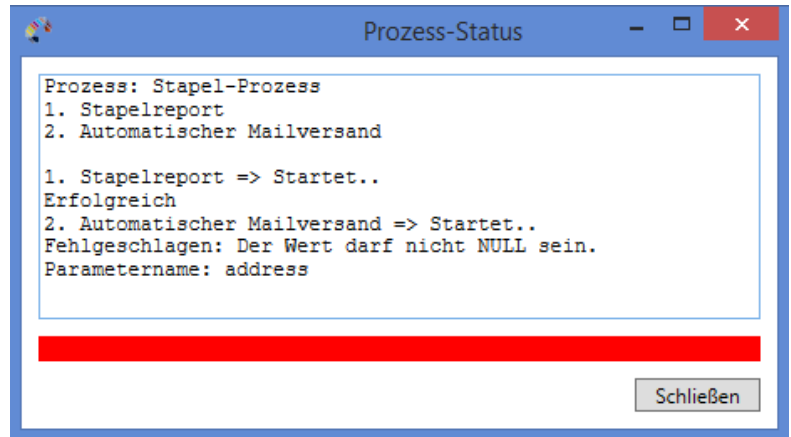 Prozess-Status
Prozess: Stapel-Prozess
1. Stapelreport
2. Automatischer Mailversand
1. Stapelreport => Startet..
Erfolgreich
2. Automatischer Mailversand => Startet..
Fehlgeschlagen: Der Wert darf nicht NULL sein.
Parametername: address
Schließen